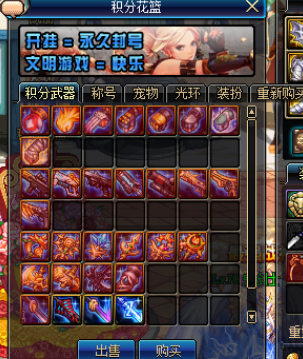 积分花篮
开挂 = 永久封号
文明游戏 = 快乐
积分武器 称号 宠物 光环 装扮 重新购买
出售 购买